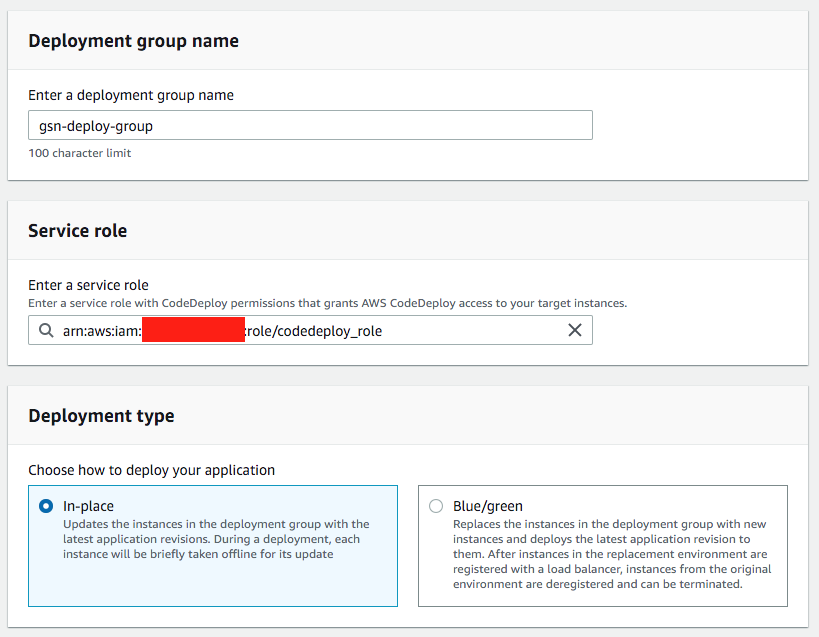 Deployment group name
Enter a deployment group name
gsn-deploy-group
100 character limit
Service role
Enter a service role
Enter a service role with CodeDeploy permissions that grants AWS CodeDeploy access to your target instances.
arn:aws:iam: :role/codedeploy_role
Deployment type
Choose how to deploy your application
In-place
Updates the instances in the deployment group with the
latest application revisions. During a deployment, each
instance will be briefly taken offline for its update
Blue/green
Replaces the instances in the deployment group with new
instances and deploys the latest application revision to
them. After instances in the replacement environment are
registered with a load balancer, instances from the original
environment are deregistered and can be terminated.